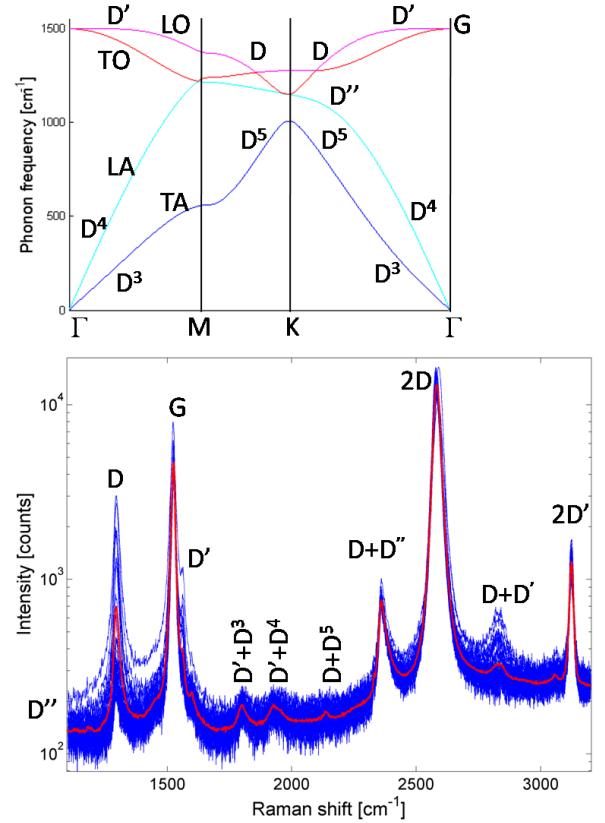 D' LO D' G
1500
D D
TO
D''
1000
D⁵ D⁵
LA
TA
500
D⁴ D⁴
D³ D³
0
Γ M K Γ
Phonon frequency [cm⁻¹]
2D
10⁴
G
D
2D'
D'
D+D''
10³
D+D'
D'+D³
D'+D⁴
D+D⁵
D''
10²
1500 2000 2500 3000
Intensity [counts]
Raman shift [cm⁻¹]